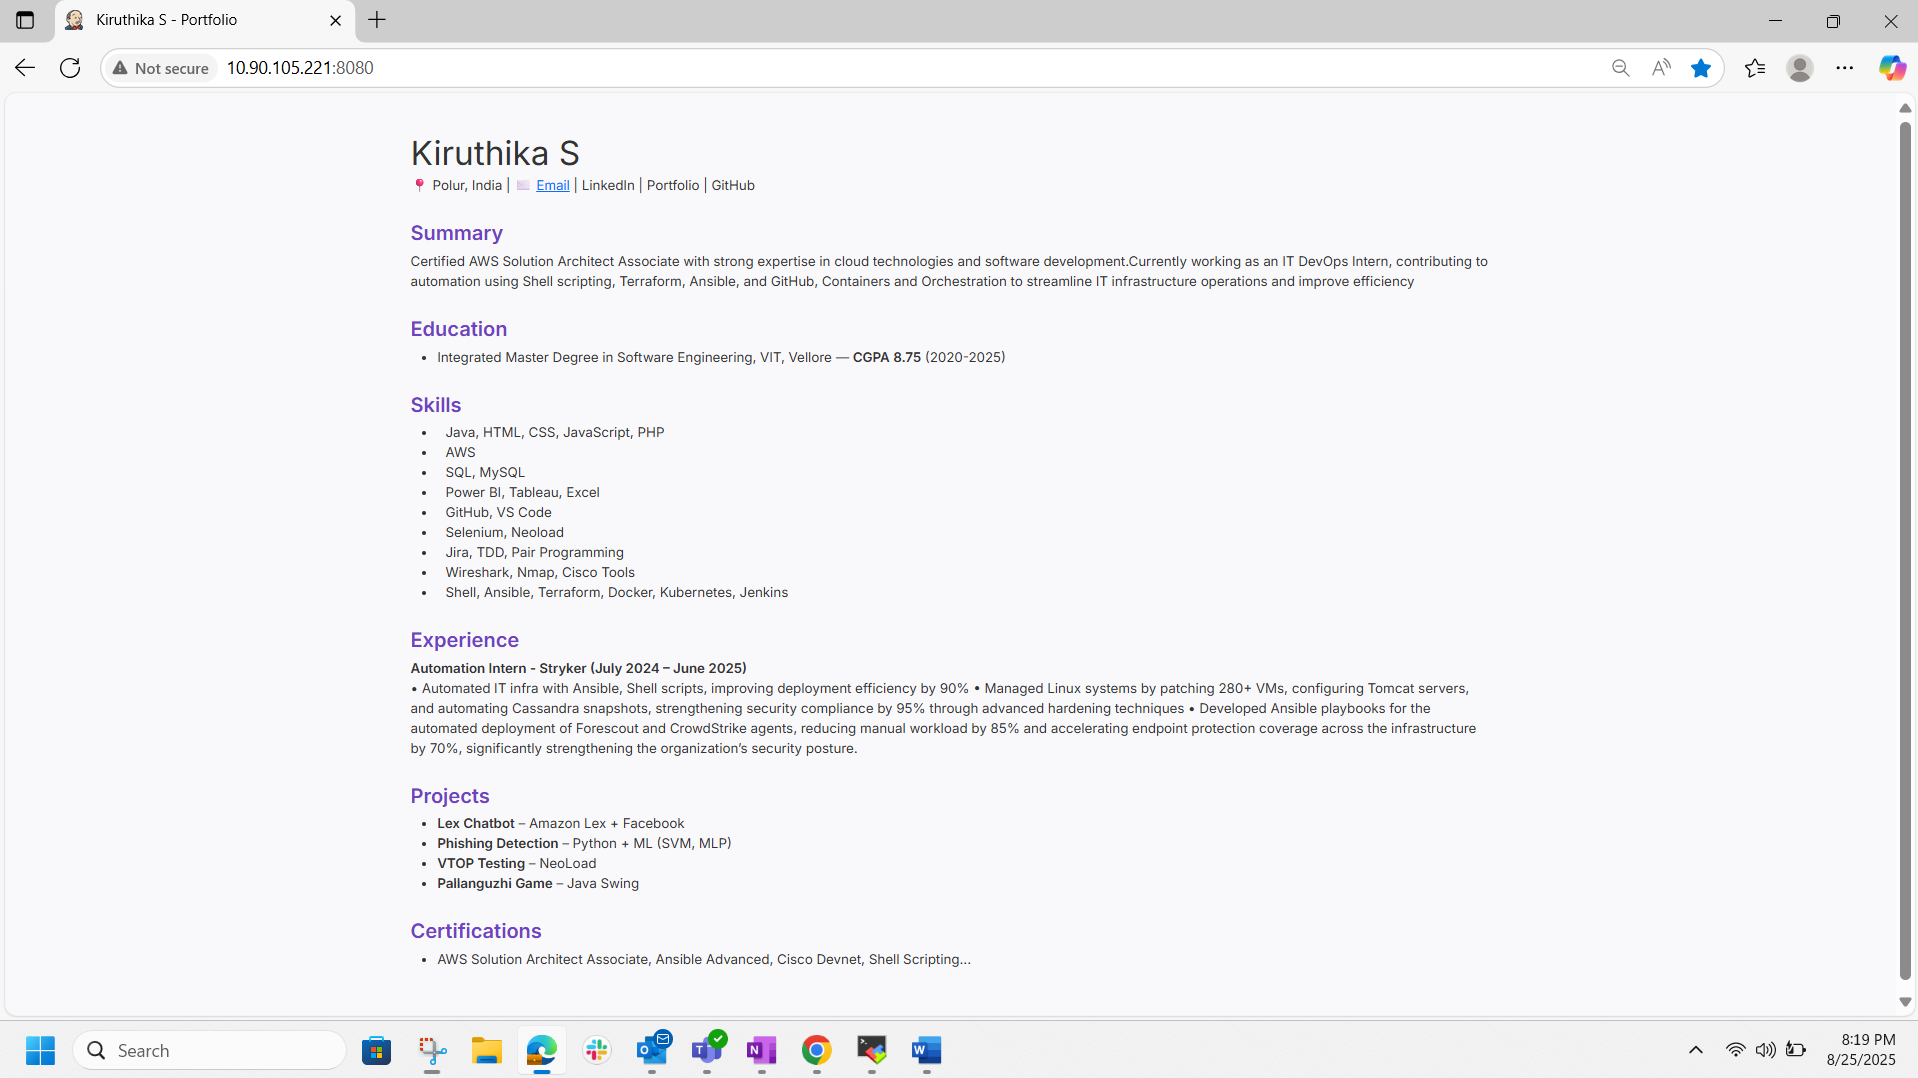 Kiruthika S - Portfolio
Not secure 10.90.105.221:8080
Kiruthika S
Polur, India | Email | LinkedIn | Portfolio | GitHub
Summary
Certified AWS Solution Architect Associate with strong expertise in cloud technologies and software development.Currently working as an IT DevOps Intern, contributing to
automation using Shell scripting, Terraform, Ansible, and GitHub, Containers and Orchestration to streamline IT infrastructure operations and improve efficiency
Education
• Integrated Master Degree in Software Engineering, VIT, Vellore — CGPA 8.75 (2020-2025)
Skills
• Java, HTML, CSS, JavaScript, PHP
• AWS
• SQL, MySQL
• Power BI, Tableau, Excel
• GitHub, VS Code
• Selenium, Neoload
• Jira, TDD, Pair Programming
• Wireshark, Nmap, Cisco Tools
• Shell, Ansible, Terraform, Docker, Kubernetes, Jenkins
Experience
Automation Intern - Stryker (July 2024 – June 2025)
• Automated IT infra with Ansible, Shell scripts, improving deployment efficiency by 90% • Managed Linux systems by patching 280+ VMs, configuring Tomcat servers,
and automating Cassandra snapshots, strengthening security compliance by 95% through advanced hardening techniques • Developed Ansible playbooks for the
automated deployment of Forescout and CrowdStrike agents, reducing manual workload by 85% and accelerating endpoint protection coverage across the infrastructure
by 70%, significantly strengthening the organization’s security posture.
Projects
• Lex Chatbot – Amazon Lex + Facebook
• Phishing Detection – Python + ML (SVM, MLP)
• VTOP Testing – NeoLoad
• Pallanguzhi Game – Java Swing
Certifications
• AWS Solution Architect Associate, Ansible Advanced, Cisco Devnet, Shell Scripting...
Search
8:19 PM
8/25/2025